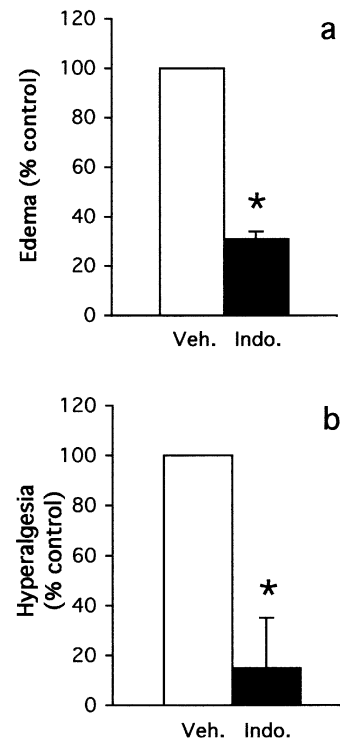 a
120
100
80
60
40
20
0
Edema (% control)
*
Veh. Indo.
b
120
100
80
60
40
20
0
Hyperalgesia
(% control)
*
Veh. Indo.